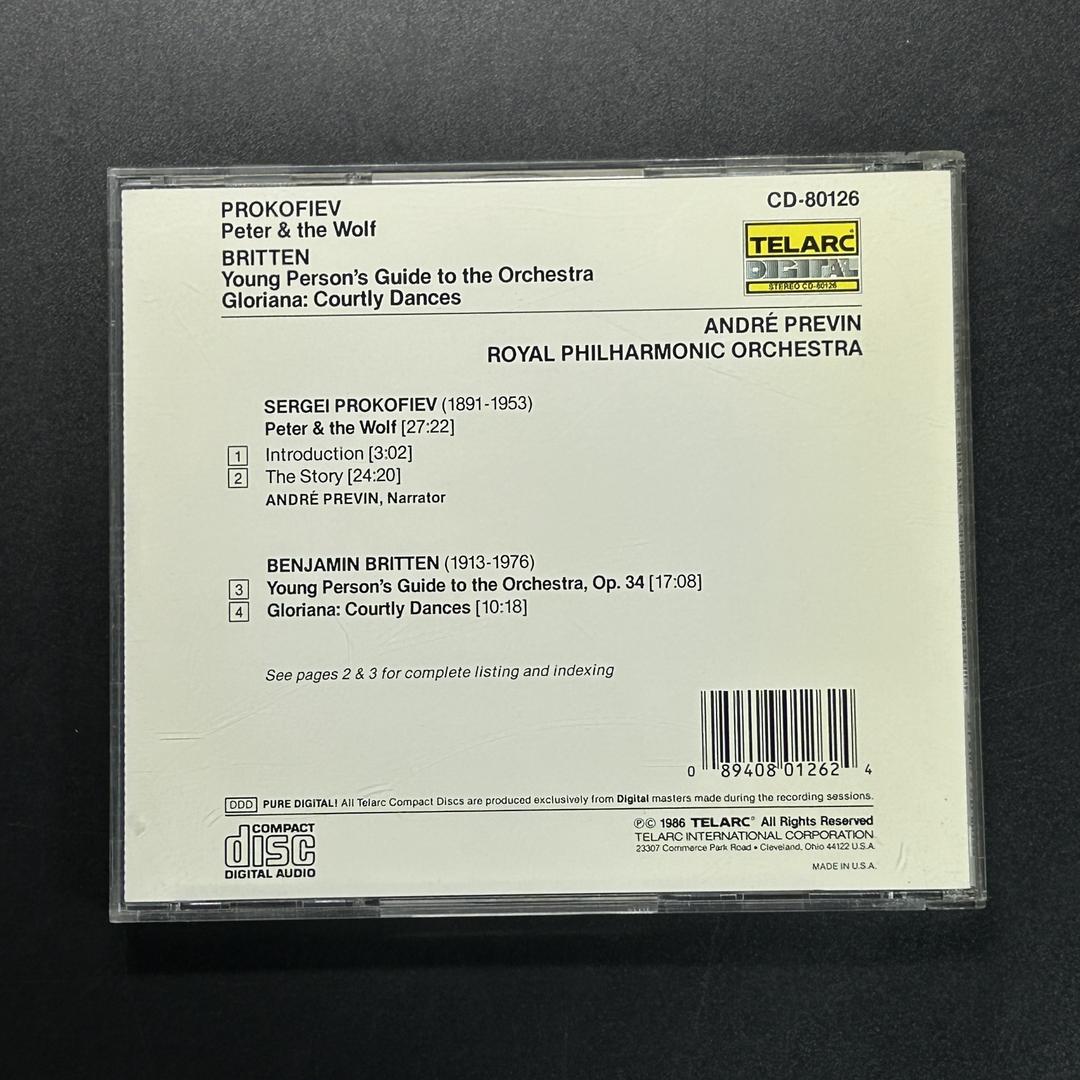 PROKOFIEV
Peter & the Wolf
BRITTEN
Young Person's Guide to the Orchestra
Gloriana: Courtly Dances
CD-80126
TELARC®
DIGITAL
STEREO CD-80126
ANDRÉ PREVIN
ROYAL PHILHARMONIC ORCHESTRA
SERGEI PROKOFIEV (1891-1953)
Peter & the Wolf [27:22]
1 Introduction [3:02]
2 The Story [24:20]
ANDRÉ PREVIN, Narrator
BENJAMIN BRITTEN (1913-1976)
3 Young Person's Guide to the Orchestra, Op. 34 [17:08]
4 Gloriana: Courtly Dances [10:18]
See pages 2 & 3 for complete listing and indexing
0 89408 01262 4
DDD PURE DIGITAL! All Telarc Compact Discs are produced exclusively from Digital masters made during the recording sessions.
COMPACT
disc
DIGITAL AUDIO
℗© 1986 TELARC® All Rights Reserved
TELARC INTERNATIONAL CORPORATION
23307 Commerce Park Road • Cleveland, Ohio 44122 U.S.A.
MADE IN U.S.A.